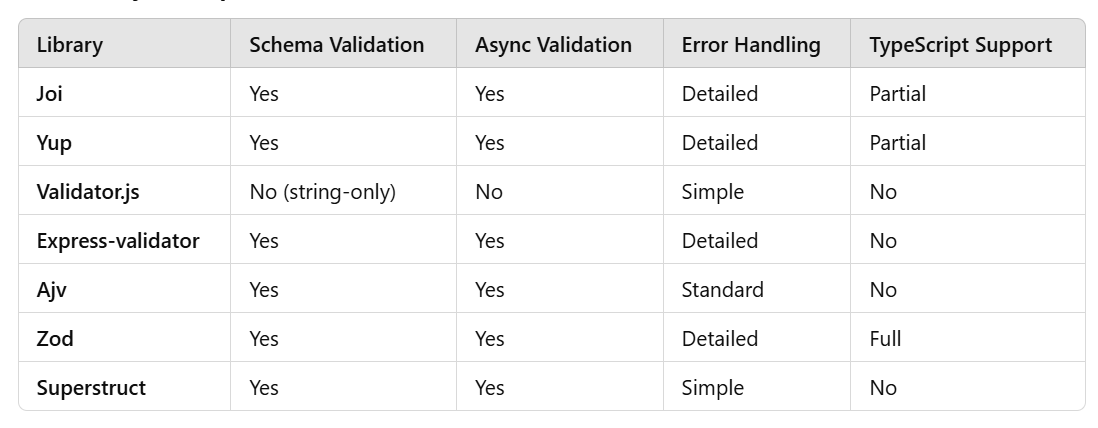 Library Schema Validation Async Validation Error Handling TypeScript Support
Joi Yes Yes Detailed Partial
Yup Yes Yes Detailed Partial
Validator.js No (string-only) No Simple No
Express-validator Yes Yes Detailed No
Ajv Yes Yes Standard No
Zod Yes Yes Detailed Full
Superstruct Yes Yes Simple No